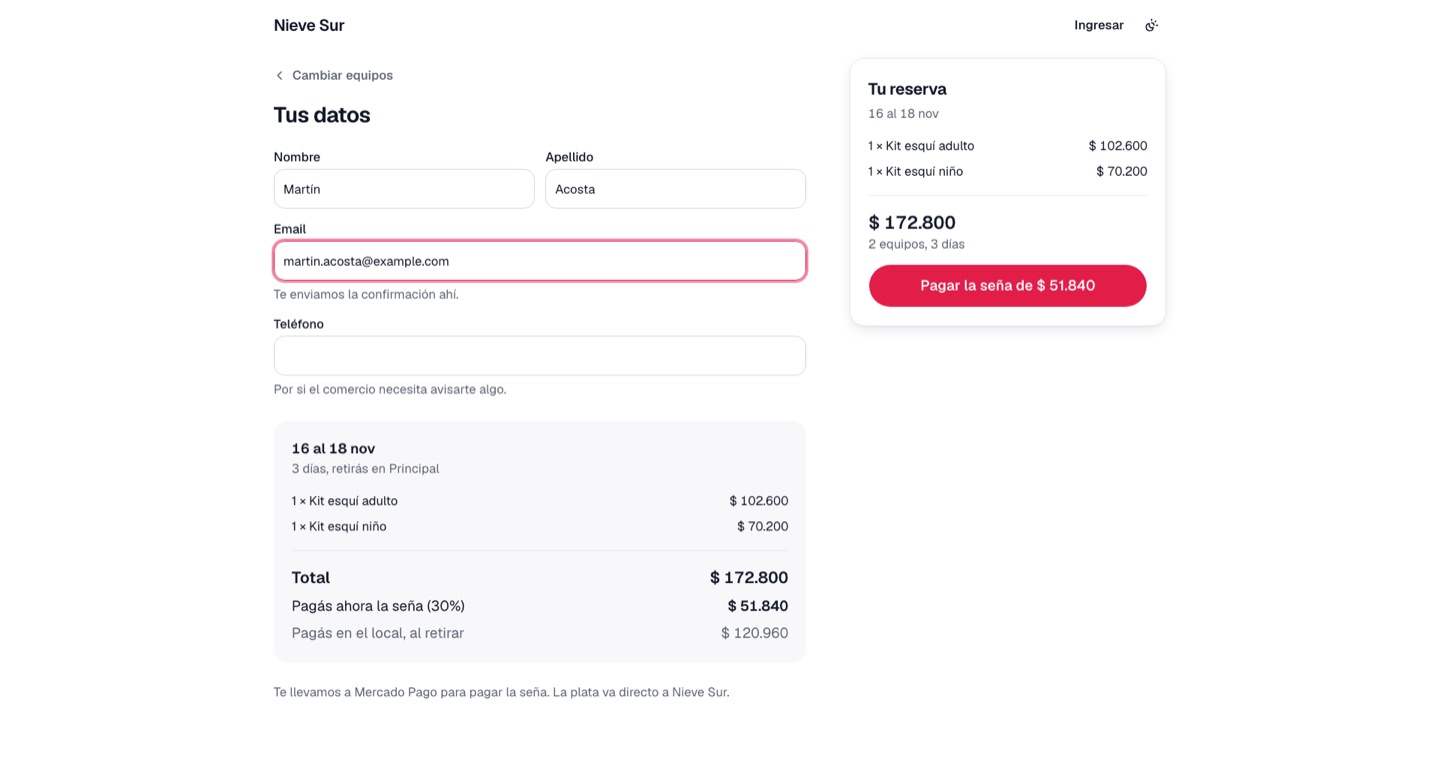 Nieve Sur
Ingresar
Cambiar equipos
Tus datos
Nombre
Martín
Apellido
Acosta
Email
martin.acosta@example.com
Te enviamos la confirmación ahí.
Teléfono
Por si el comercio necesita avisarte algo.
16 al 18 nov
3 días, retirás en Principal
1 × Kit esquí adulto $ 102.600
1 × Kit esquí niño $ 70.200
Total $ 172.800
Pagás ahora la seña (30%) $ 51.840
Pagás en el local, al retirar $ 120.960
Te llevamos a Mercado Pago para pagar la seña. La plata va directo a Nieve Sur.
Tu reserva
16 al 18 nov
1 × Kit esquí adulto $ 102.600
1 × Kit esquí niño $ 70.200
$ 172.800
2 equipos, 3 días
Pagar la seña de $ 51.840